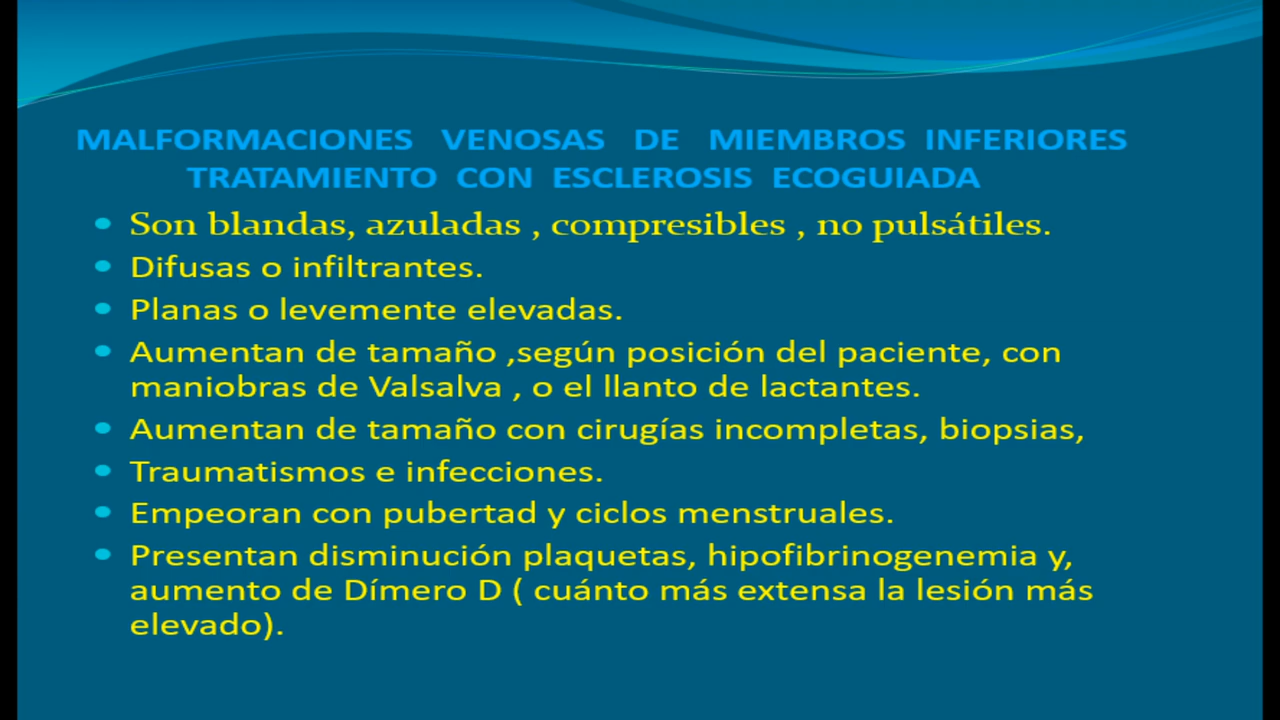 MALFORMACIONES VENOSAS DE MIEMBROS INFERIORES
TRATAMIENTO CON ESCLEROSIS ECOGUIADA
• Son blandas, azuladas , compresibles , no pulsátiles.
• Difusas o infiltrantes.
• Planas o levemente elevadas.
• Aumentan de tamaño ,según posición del paciente, con
maniobras de Valsalva , o el llanto de lactantes.
• Aumentan de tamaño con cirugías incompletas, biopsias,
• Traumatismos e infecciones.
• Empeoran con pubertad y ciclos menstruales.
• Presentan disminución plaquetas, hipofibrinogenemia y,
aumento de Dímero D ( cuánto más extensa la lesión más
elevado).